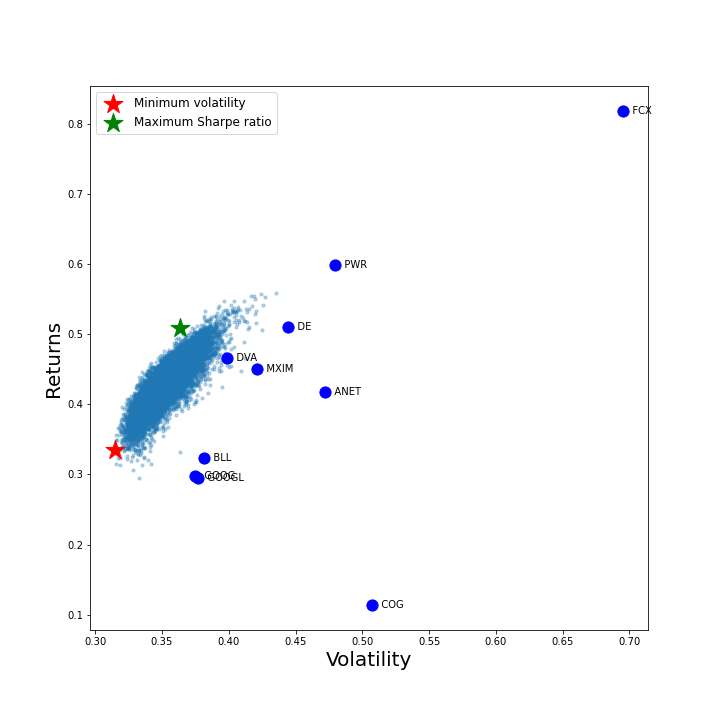 Minimum volatility
Maximum Sharpe ratio
FCX
PWR
DE
DVA
MXIM
ANET
BLL
GOOG
GOOGL
COG
Returns
0.8
0.7
0.6
0.5
0.4
0.3
0.2
0.1
0.30 0.35 0.40 0.45 0.50 0.55 0.60 0.65 0.70
Volatility